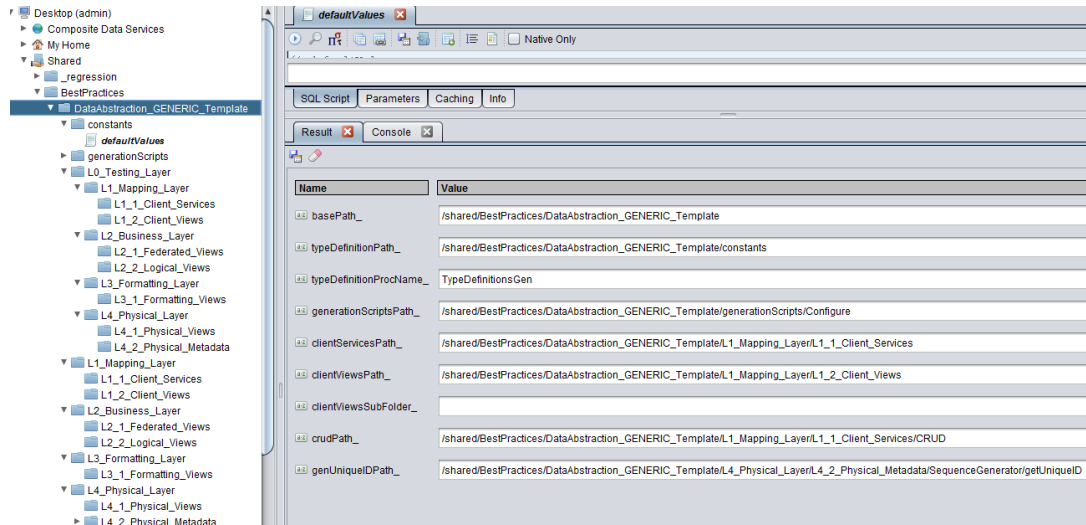 Desktop (admin)
Composite Data Services
My Home
Shared
_regression
BestPractices
DataAbstraction_GENERIC_Template
constants
defaultValues
generationScripts
L0_Testing_Layer
L1_Mapping_Layer
L1_1_Client_Services
L1_2_Client_Views
L2_Business_Layer
L2_1_Federated_Views
L2_2_Logical_Views
L3_Formatting_Layer
L3_1_Formatting_Views
L4_Physical_Layer
L4_1_Physical_Views
L4_2_Physical_Metadata
L1_Mapping_Layer
L1_1_Client_Services
L1_2_Client_Views
L2_Business_Layer
L2_1_Federated_Views
L2_2_Logical_Views
L3_Formatting_Layer
L3_1_Formatting_Views
L4_Physical_Layer
L4_1_Physical_Views
L4_2_Physical_Metadata
defaultValues
Native Only
SQL Script Parameters Caching Info
Result Console
Name Value
basePath_ /shared/BestPractices/DataAbstraction_GENERIC_Template
typeDefinitionPath_ /shared/BestPractices/DataAbstraction_GENERIC_Template/constants
typeDefinitionProcName_ TypeDefinitionsGen
generationScriptsPath_ /shared/BestPractices/DataAbstraction_GENERIC_Template/generationScripts/Configure
clientServicesPath_ /shared/BestPractices/DataAbstraction_GENERIC_Template/L1_Mapping_Layer/L1_1_Client_Services
clientViewsPath_ /shared/BestPractices/DataAbstraction_GENERIC_Template/L1_Mapping_Layer/L1_2_Client_Views
clientViewsSubFolder_
crudPath_ /shared/BestPractices/DataAbstraction_GENERIC_Template/L1_Mapping_Layer/L1_1_Client_Services/CRUD
genUniqueIDPath_ /shared/BestPractices/DataAbstraction_GENERIC_Template/L4_Physical_Layer/L4_2_Physical_Metadata/SequenceGenerator/getUniqueID